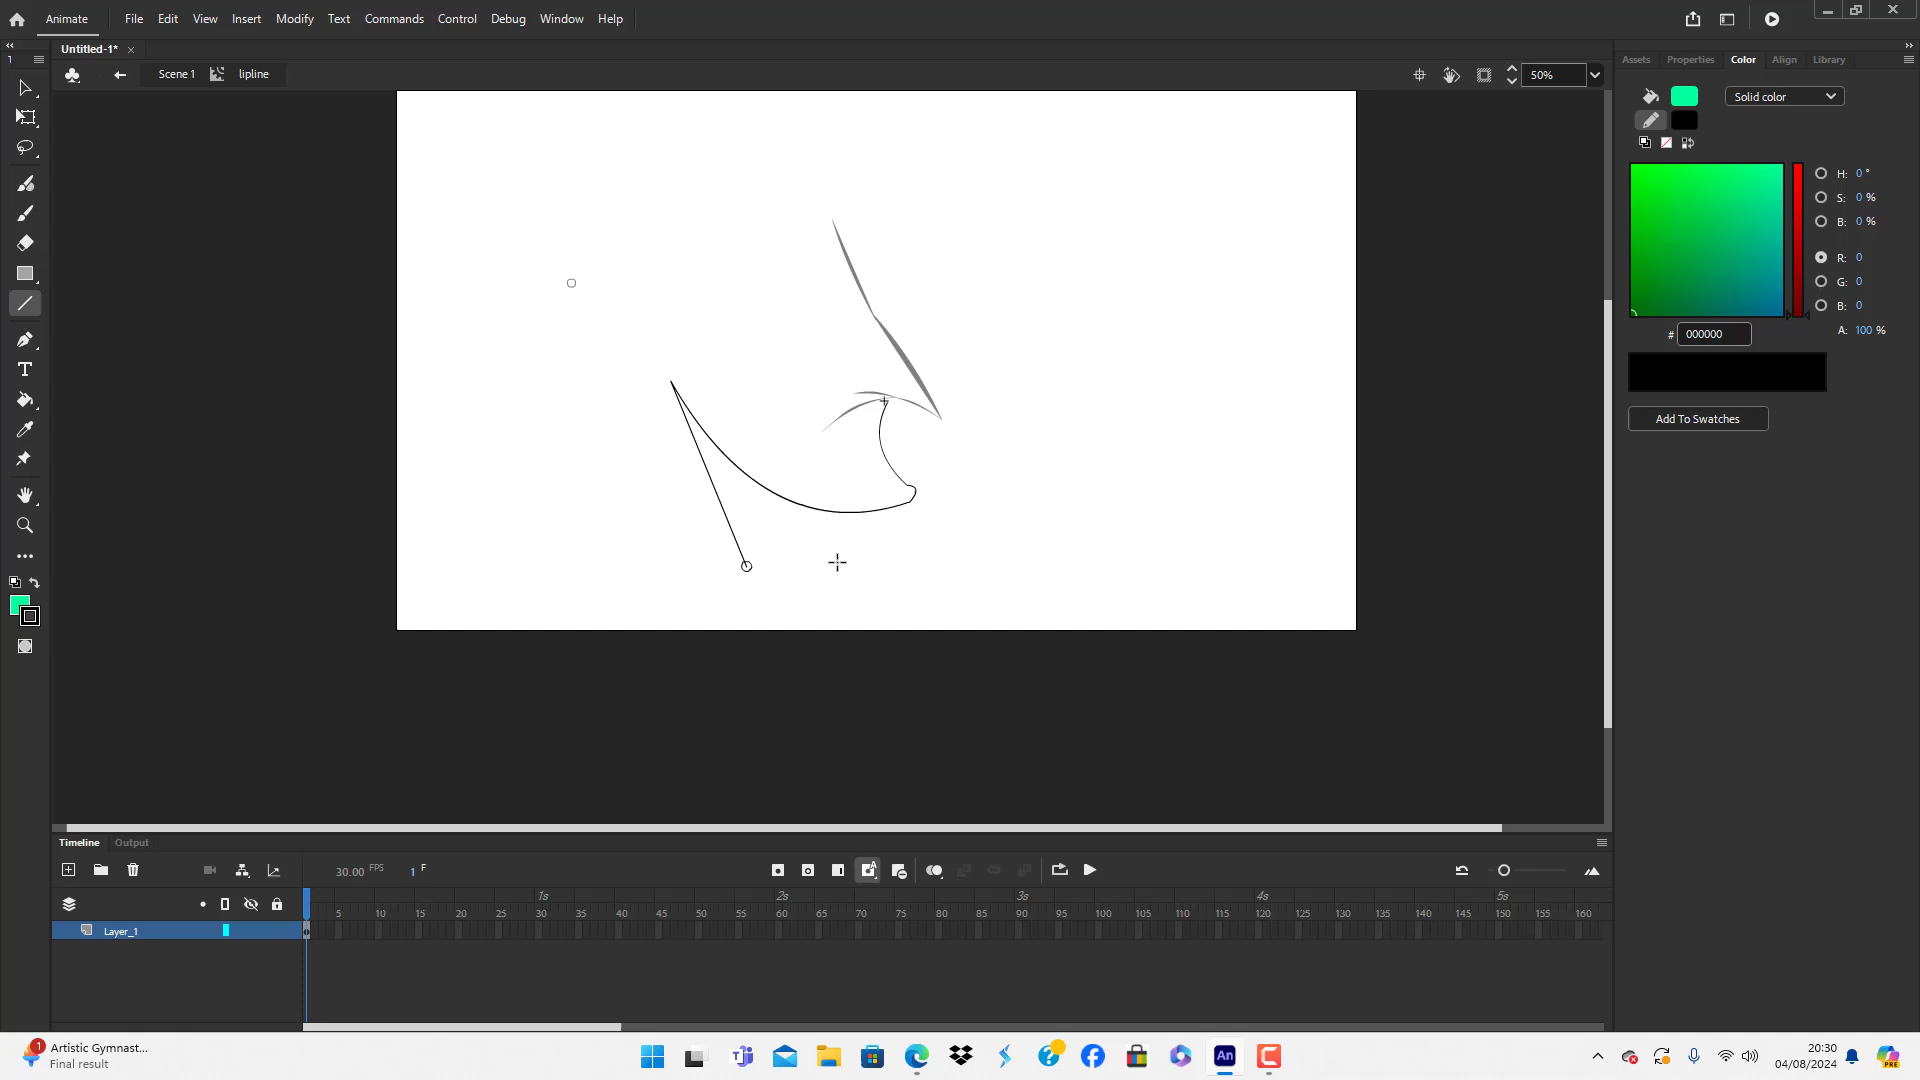 Animate File Edit View Insert Modify Text Commands Control Debug Window Help
Untitled-1*
Scene 1 lipline 50%
Assets Properties Color Align Library
Solid color
H: 0 °
S: 0 %
B: 0 %
R: 0
G: 0
B: 0
# 000000 A: 100 %
Add To Swatches
Timeline Output
30.00 FPS 1 F
1s 2s 3s 4s 5s
5 10 15 20 25 30 35 40 45 50 55 60 65 70 75 80 85 90 95 100 105 110 115 120 125 130 135 140 145 150 155 160
Layer_1
1 Artistic Gymnast...
Final result
An
20:30
04/08/2024
PRE